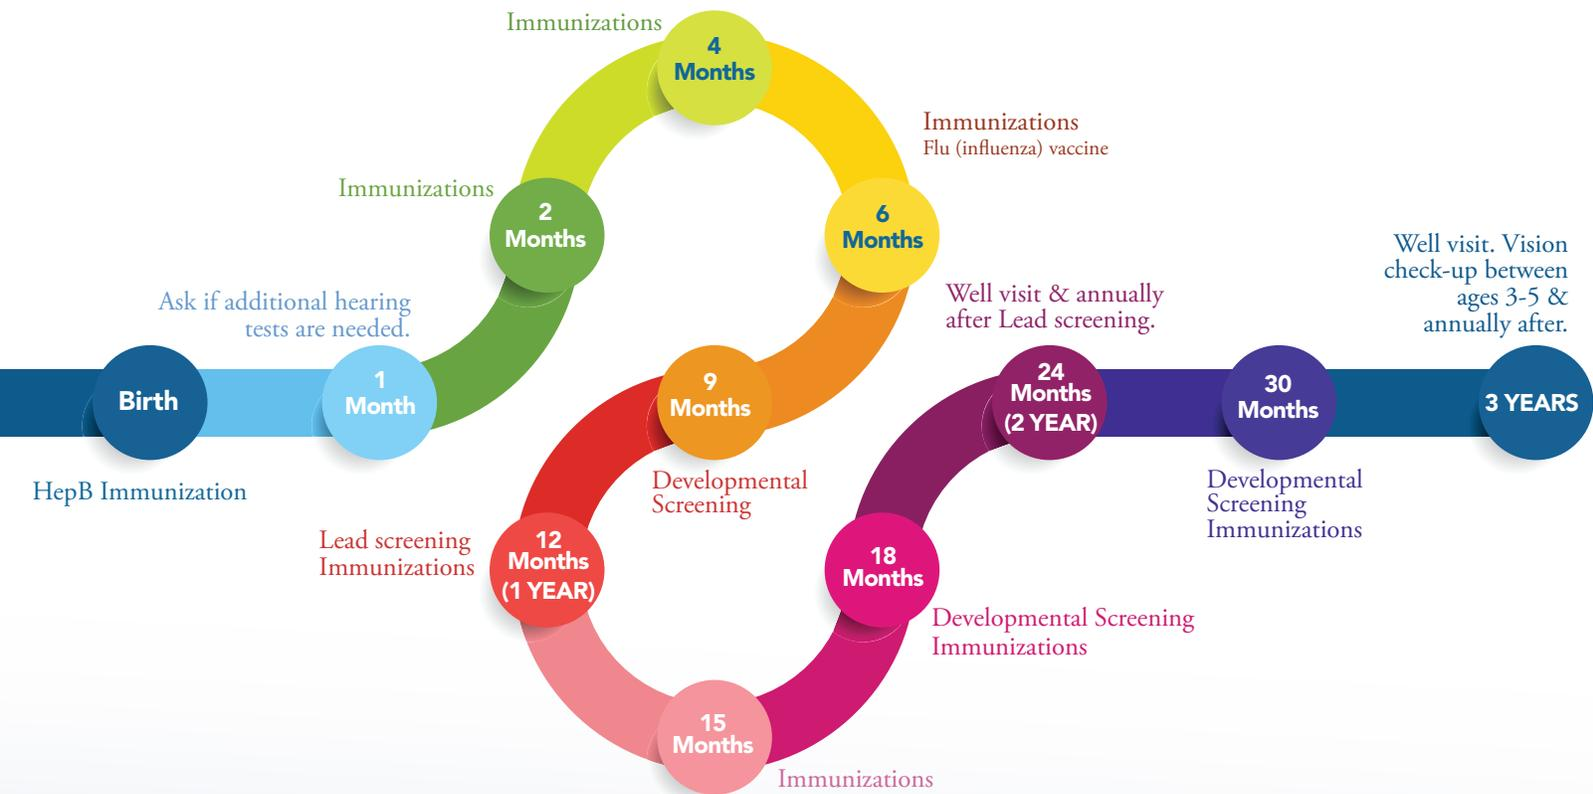 Birth
HepB Immunization
Ask if additional hearing
tests are needed.
1
Month
Immunizations
2
Months
Immunizations
4
Months
Immunizations
Flu (influenza) vaccine
6
Months
9
Months
Developmental
Screening
Lead screening
Immunizations
12
Months
(1 YEAR)
15
Months
Immunizations
18
Months
Developmental Screening
Immunizations
Well visit & annually
after Lead screening.
24
Months
(2 YEAR)
30
Months
Developmental
Screening
Immunizations
Well visit. Vision
check-up between
ages 3-5 &
annually after.
3 YEARS